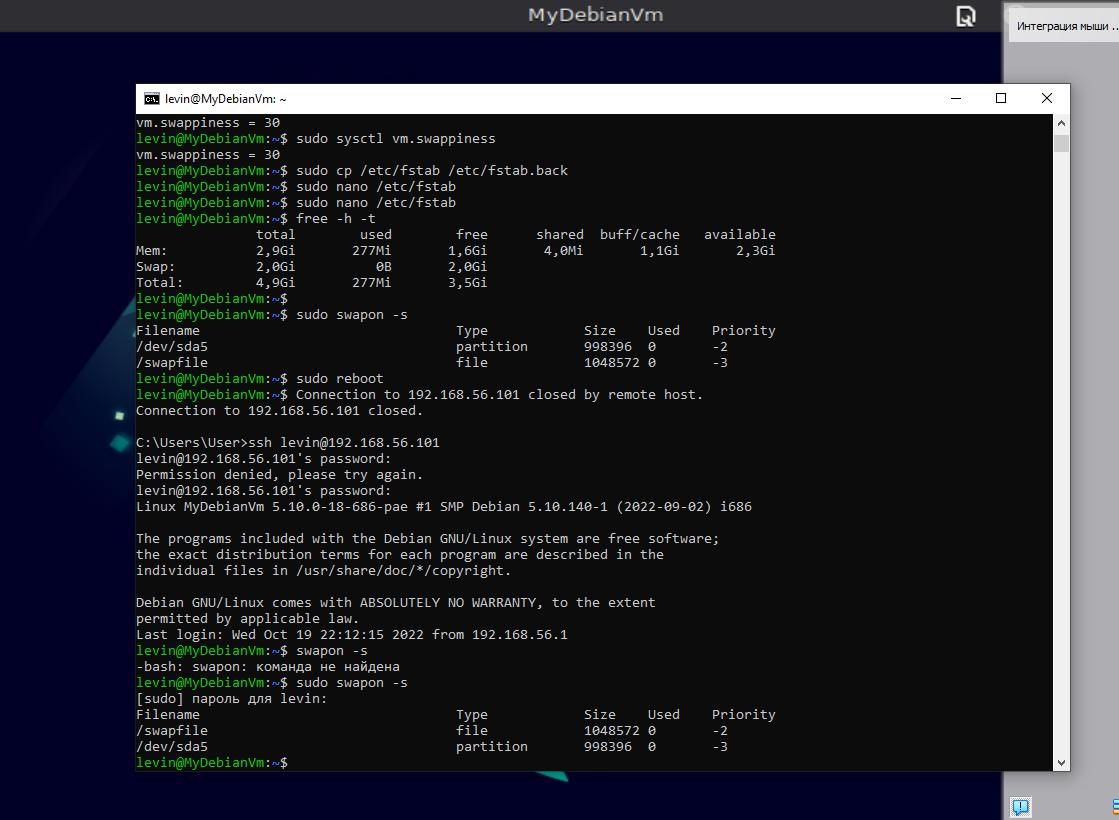 MyDebianVm
Интеграция мыши ..
levin@MyDebianVm: ~
vm.swappiness = 30
levin@MyDebianVm:~$ sudo sysctl vm.swappiness
vm.swappiness = 30
levin@MyDebianVm:~$ sudo cp /etc/fstab /etc/fstab.back
levin@MyDebianVm:~$ sudo nano /etc/fstab
levin@MyDebianVm:~$ sudo nano /etc/fstab
levin@MyDebianVm:~$ free -h -t
total used free shared buff/cache available
Mem: 2,9Gi 277Mi 1,6Gi 4,0Mi 1,1Gi 2,3Gi
Swap: 2,0Gi 0B 2,0Gi
Total: 4,9Gi 277Mi 3,5Gi
levin@MyDebianVm:~$
levin@MyDebianVm:~$ sudo swapon -s
Filename Type Size Used Priority
/dev/sda5 partition 998396 0 -2
/swapfile file 1048572 0 -3
levin@MyDebianVm:~$ sudo reboot
levin@MyDebianVm:~$ Connection to 192.168.56.101 closed by remote host.
Connection to 192.168.56.101 closed.
C:\Users\User>ssh levin@192.168.56.101
levin@192.168.56.101's password:
Permission denied, please try again.
levin@192.168.56.101's password:
Linux MyDebianVm 5.10.0-18-686-pae #1 SMP Debian 5.10.140-1 (2022-09-02) i686
The programs included with the Debian GNU/Linux system are free software;
the exact distribution terms for each program are described in the
individual files in /usr/share/doc/*/copyright.
Debian GNU/Linux comes with ABSOLUTELY NO WARRANTY, to the extent
permitted by applicable law.
Last login: Wed Oct 19 22:12:15 2022 from 192.168.56.1
levin@MyDebianVm:~$ swapon -s
-bash: swapon: команда не найдена
levin@MyDebianVm:~$ sudo swapon -s
[sudo] пароль для levin:
Filename Type Size Used Priority
/swapfile file 1048572 0 -2
/dev/sda5 partition 998396 0 -3
levin@MyDebianVm:~$